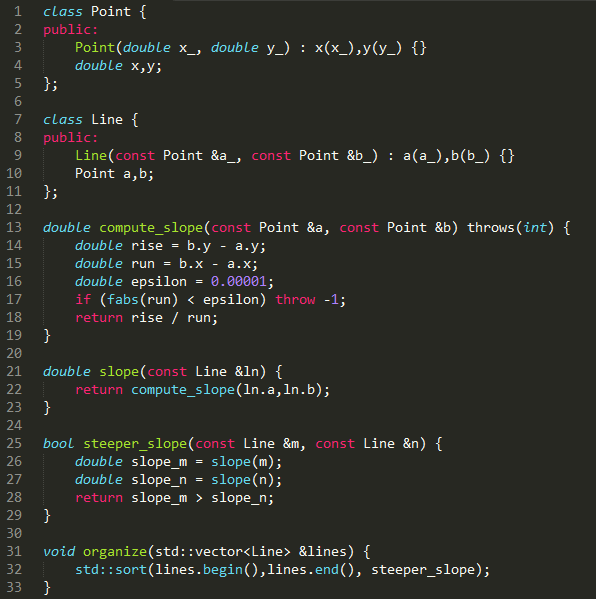 1 class Point {
2 public:
3     Point(double x_, double y_) : x(x_),y(y_) {}
4     double x,y;
5 };
6
7 class Line {
8 public:
9     Line(const Point &a_, const Point &b_) : a(a_),b(b_) {}
10     Point a,b;
11 };
12
13 double compute_slope(const Point &a, const Point &b) throws(int) {
14     double rise = b.y - a.y;
15     double run = b.x - a.x;
16     double epsilon = 0.00001;
17     if (fabs(run) < epsilon) throw -1;
18     return rise / run;
19 }
20
21 double slope(const Line &ln) {
22     return compute_slope(ln.a,ln.b);
23 }
24
25 bool steeper_slope(const Line &m, const Line &n) {
26     double slope_m = slope(m);
27     double slope_n = slope(n);
28     return slope_m > slope_n;
29 }
30
31 void organize(std::vector<Line> &lines) {
32     std::sort(lines.begin(),lines.end(), steeper_slope);
33 }